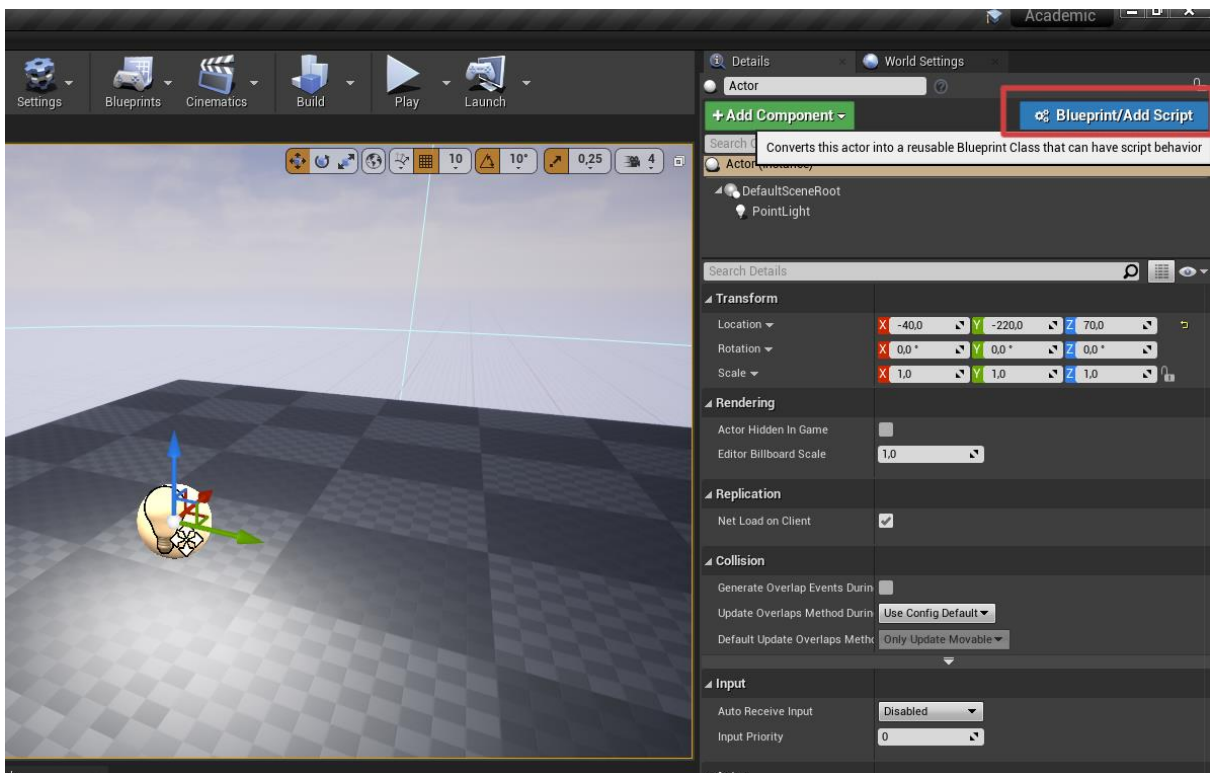 Academic
Settings Blueprints Cinematics Build Play Launch
Details World Settings
Actor
+ Add Component Blueprint/Add Script
Search
Converts this actor into a reusable Blueprint Class that can have script behavior
Actor(Instance)
DefaultSceneRoot
PointLight
10 10° 0,25 4
Search Details
Transform
Location X -40,0 Y -220,0 Z 70,0
Rotation X 0,0 ° Y 0,0 ° Z 0,0 °
Scale X 1,0 Y 1,0 Z 1,0
Rendering
Actor Hidden In Game
Editor Billboard Scale 1,0
Replication
Net Load on Client
Collision
Generate Overlap Events Durin
Update Overlaps Method Durin Use Config Default
Default Update Overlaps Metho Only Update Movable
Input
Auto Receive Input Disabled
Input Priority 0